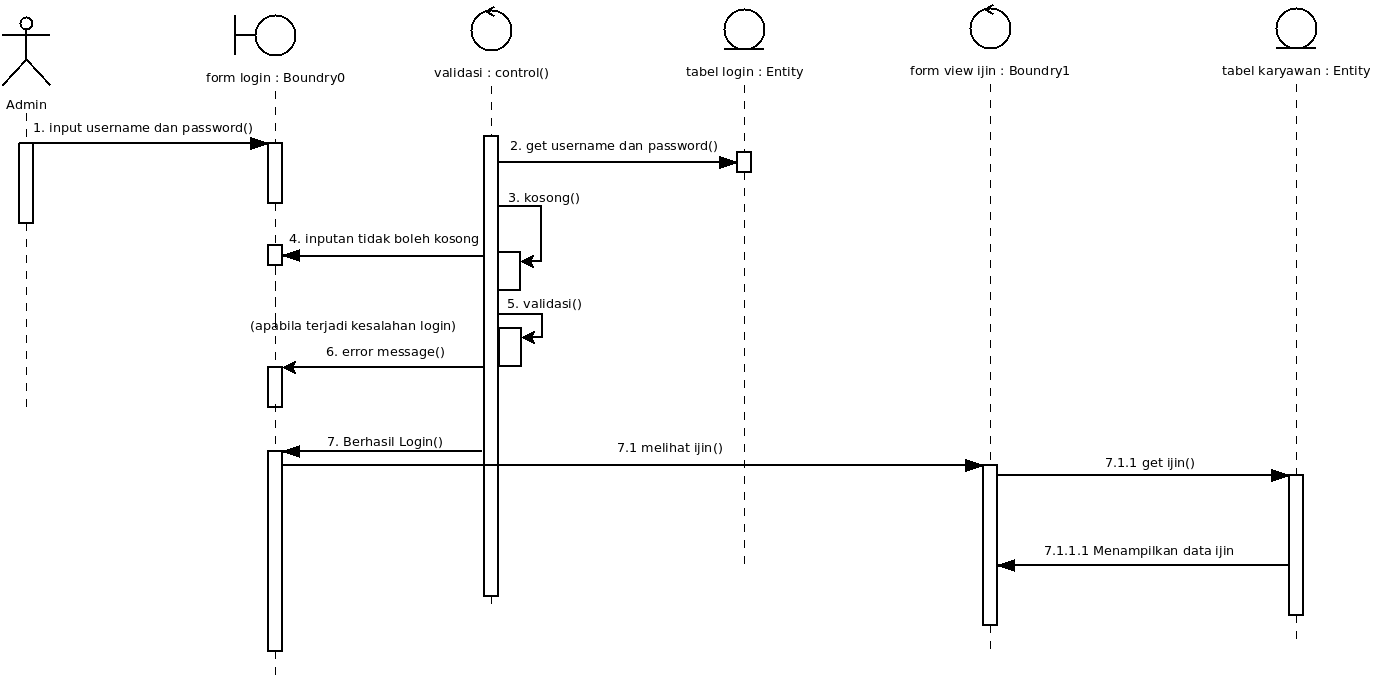 Admin
form login : Boundry0
validasi : control()
tabel login : Entity
form view ijin : Boundry1
tabel karyawan : Entity
1. input username dan password()
2. get username dan password()
3. kosong()
4. inputan tidak boleh kosong
5. validasi()
(apabila terjadi kesalahan login)
6. error message()
7. Berhasil Login()
7.1 melihat ijin()
7.1.1 get ijin()
7.1.1.1 Menampilkan data ijin